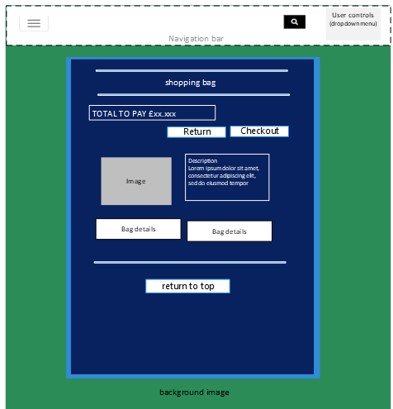 User controls
(dropdown menu)
Navigation bar
shopping bag
TOTAL TO PAY £xx.xxx
Return
Checkout
Image
Description
Lorem ipsum dolor sit amet,
consectetur adipiscing elit,
sed do eiusmod tempor
Bag details
Bag details
return to top
background image